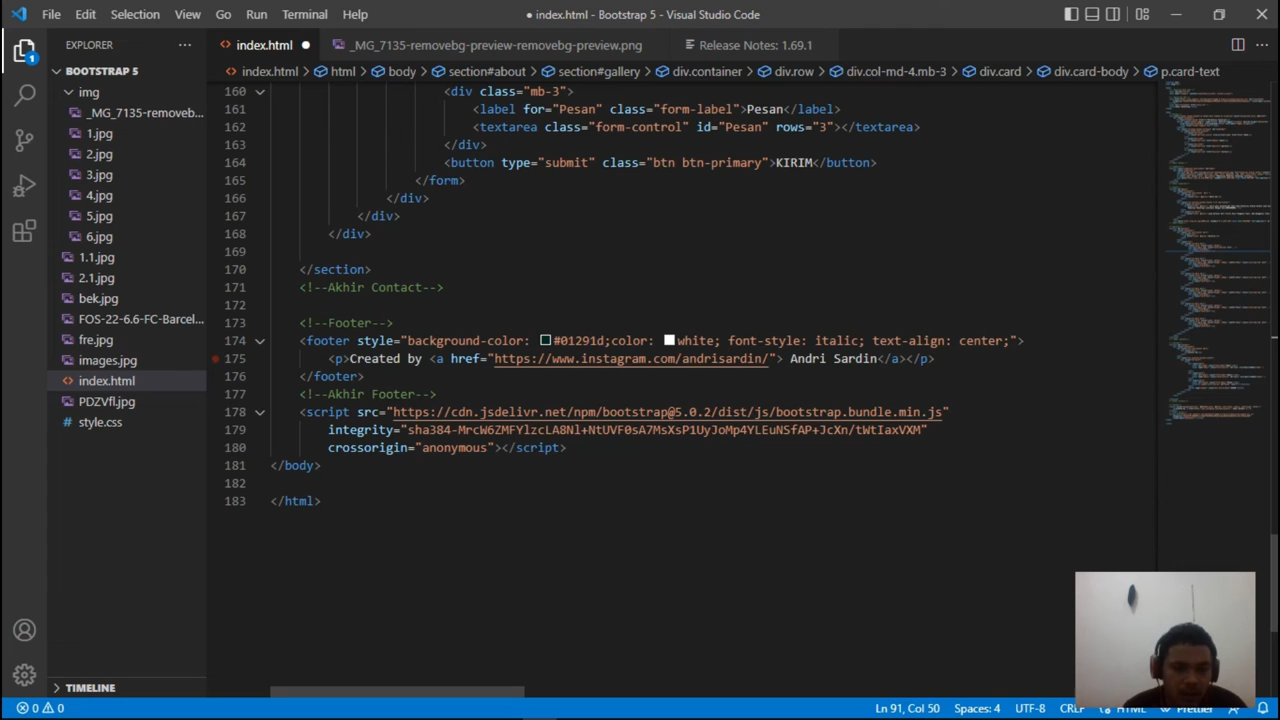 File Edit Selection View Go Run Terminal Help
● index.html - Bootstrap 5 - Visual Studio Code
EXPLORER
index.html
_MG_7135-removebg-preview-removebg-preview.png
Release Notes: 1.69.1
index.html > html > body > section#about > section#gallery > div.container > div.row > div.col-md-4.mb-3 > div.card > div.card-body > p.card-text
1
BOOTSTRAP 5
img
_MG_7135-removeb...
1.jpg
2.jpg
3.jpg
4.jpg
5.jpg
6.jpg
1.1.jpg
2.1.jpg
bek.jpg
FOS-22-6.6-FC-Barcel...
fre.jpg
images.jpg
index.html
PDZVfl.jpg
style.css
TIMELINE
160 <div class="mb-3">
161 <label for="Pesan" class="form-label">Pesan</label>
162 <textarea class="form-control" id="Pesan" rows="3"></textarea>
163 </div>
164 <button type="submit" class="btn btn-primary">KIRIM</button>
165 </form>
166 </div>
167 </div>
168 </div>
169
170 </section>
171 <!--Akhir Contact-->
172
173 <!--Footer-->
174 <footer style="background-color: #01291d;color: white; font-style: italic; text-align: center;">
175 <p>Created by <a href="https://www.instagram.com/andrisardin/"> Andri Sardin</a></p>
176 </footer>
177 <!--Akhir Footer-->
178 <script src="https://cdn.jsdelivr.net/npm/bootstrap@5.0.2/dist/js/bootstrap.bundle.min.js"
179 integrity="sha384-MrcW6ZMFYlzcLA8Nl+NtUVF0sA7MsXsP1UyJoMp4YLEuNSfAP+JcXn/tWtIaxVXM"
180 crossorigin="anonymous"></script>
181 </body>
182
183 </html>
0 0
Ln 91, Col 50 Spaces: 4 UTF-8 CRLF HTML Prettier